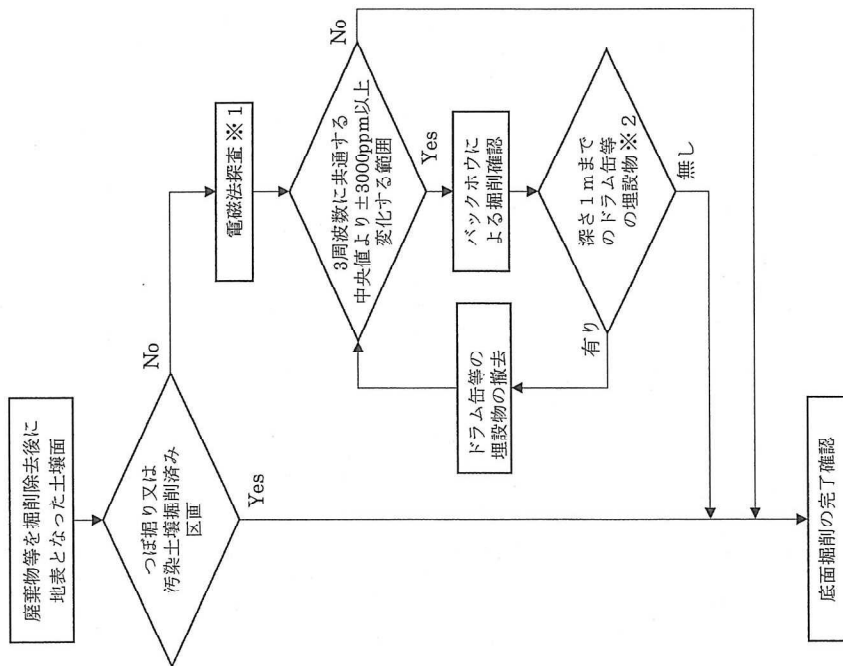 廃棄物等を掘削除去後に
地表となった土壌面
つぼ掘り又は
汚染土壌掘削済み
区画
No
Yes
電磁法探査※1
3周波数に共通する
中央値より±3000ppm以上
変化する範囲
No
Yes
バックホウに
よる掘削確認
深さ1mまで
のドラム缶等
の埋設物※2
有り
無し
ドラム缶等の
埋設物の撤去
底面掘削の完了確認